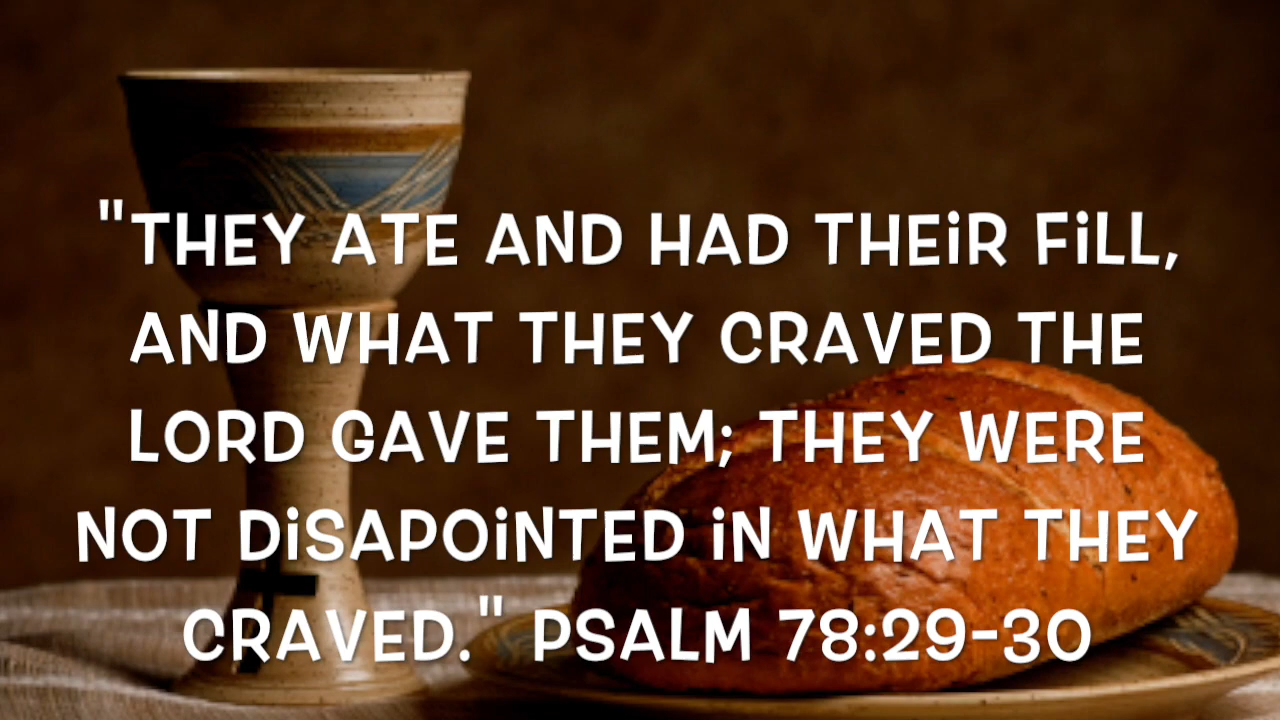 "THEY ATE AND HAD THEiR FiLL,
AND WHAT THEY CRAVED THE
LORD GAVE THEM; THEY WERE
NOT DiSAPOiNTED iN WHAT THEY
CRAVED." PSALM 78:29-30